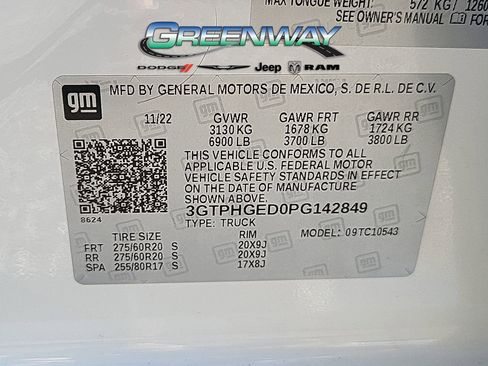 MAX TONGUE WEIGHT: 572 KG / 1260
SEE OWNER'S MANUAL FOR
GREENWAY
DODGE Jeep RAM
gm MFD BY GENERAL MOTORS DE MEXICO, S. DE R.L. DE C.V.
11/22 GVWR GAWR FRT GAWR RR
3130 KG 1678 KG 1724 KG
6900 LB 3700 LB 3800 LB
THIS VEHICLE CONFORMS TO ALL
APPLICABLE U.S. FEDERAL MOTOR
VEHICLE SAFETY STANDARDS IN EFFECT
ON THE DATE OF MANUFACTURE
SHOWN ABOVE.
8624
3GTPHGED0PG142849
TYPE: TRUCK
MODEL: 09TC10543
TIRE SIZE RIM
FRT 275/60R20 S 20X9J
RR 275/60R20 S 20X9J
SPA 255/80R17 S 17X8J